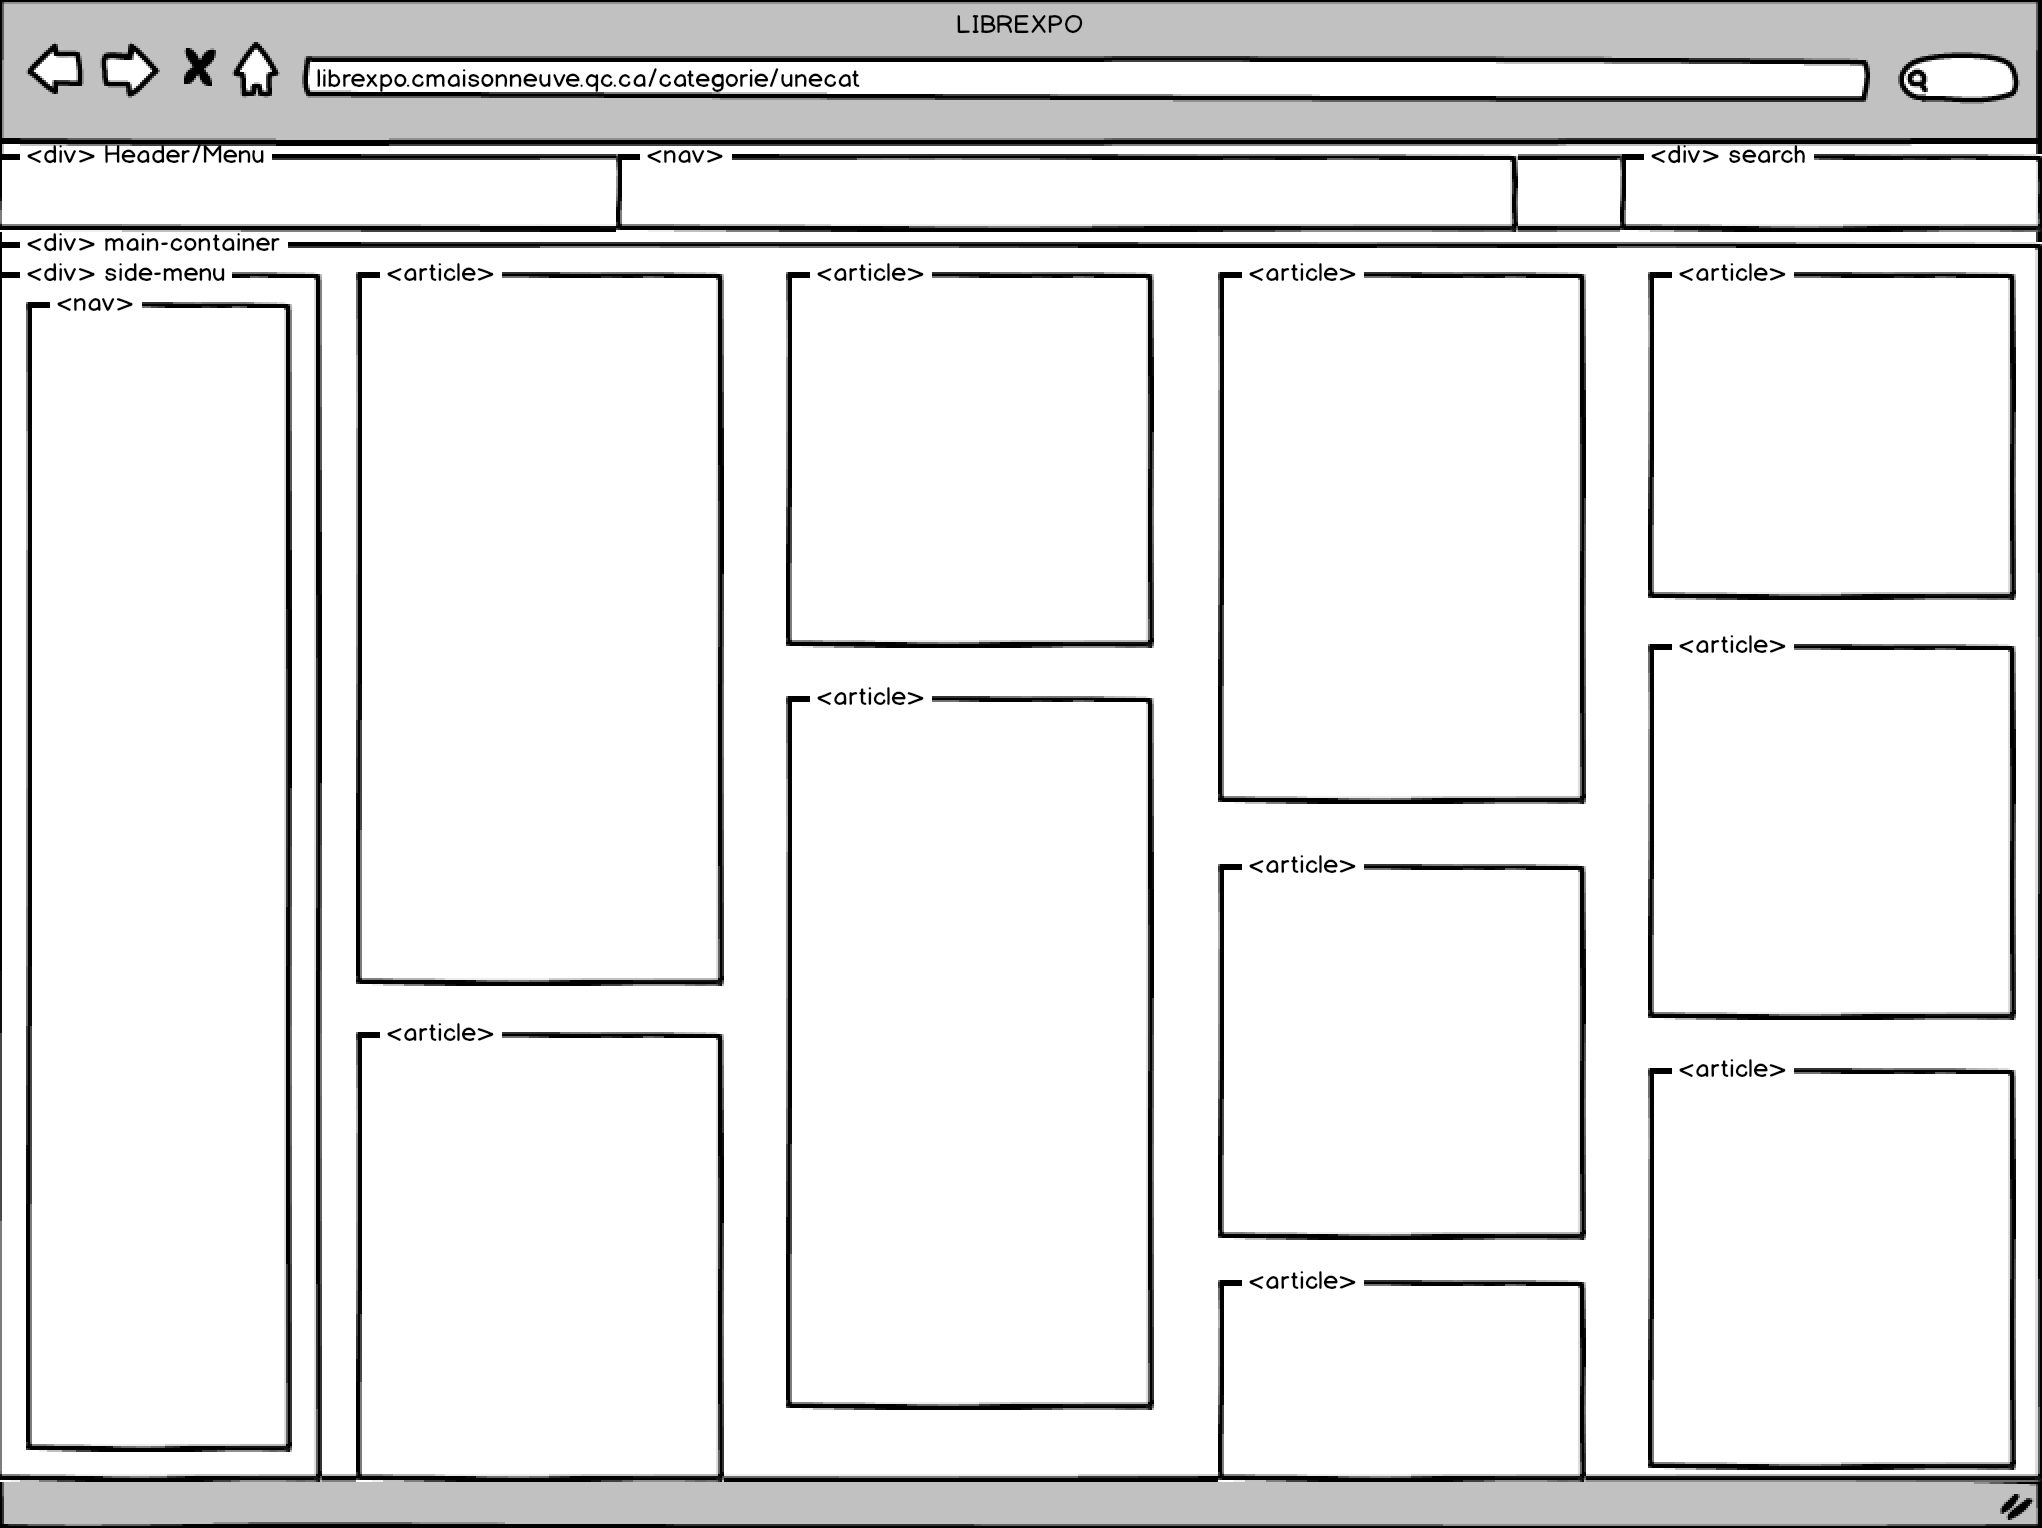 LIBREXPO
librexpo.cmaisonneuve.qc.ca/categorie/unecat
<div> Header/Menu
<nav>
<div> search
<div> main-container
<div> side-menu
<nav>
<article>
<article>
<article>
<article>
<article>
<article>
<article>
<article>
<article>
<article>